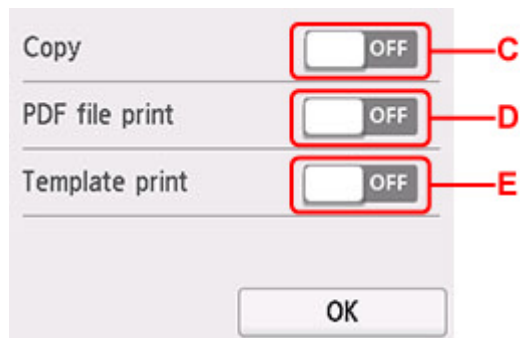 Copy OFF C
PDF file print OFF D
Template print OFF E
OK